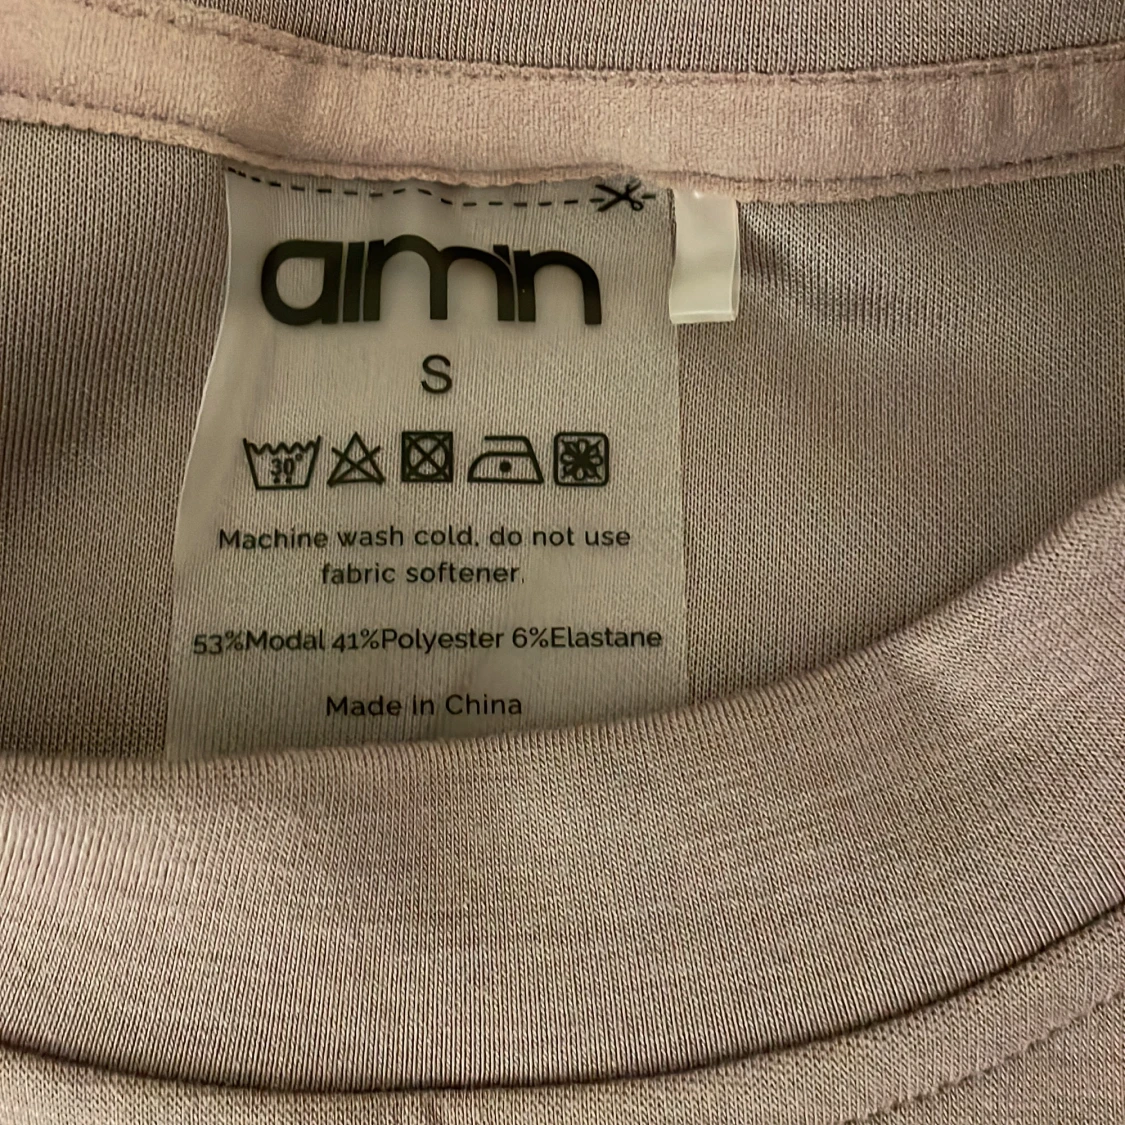 aim'n
S
30°
Machine wash cold, do not use
fabric softener.
53%Modal 41%Polyester 6%Elastane
Made in China